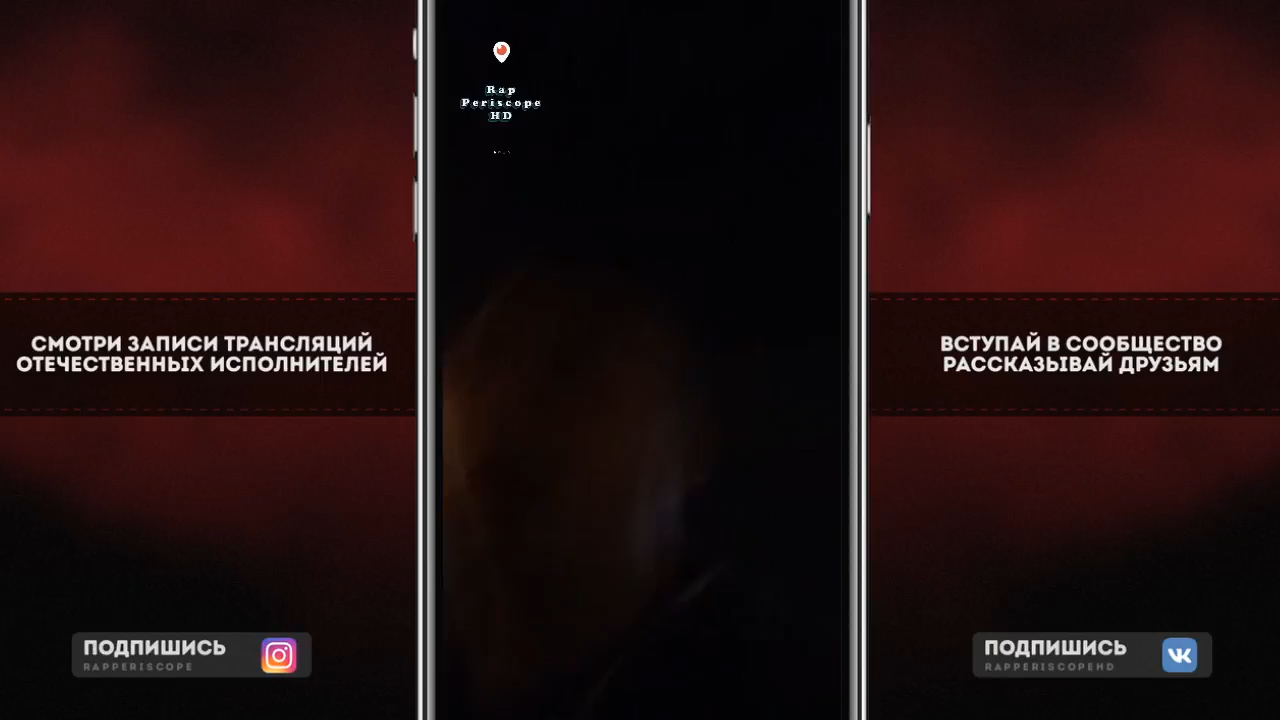 Rap
Periscope
HD
СМОТРИ ЗАПИСИ ТРАНСЛЯЦИЙ
ОТЕЧЕСТВЕННЫХ ИСПОЛНИТЕЛЕЙ
ВСТУПАЙ В СООБЩЕСТВО
РАССКАЗЫВАЙ ДРУЗЬЯМ
ПОДПИШИСЬ
RAPPERISCOPE
ПОДПИШИСЬ
RAPPERISCOPEHD